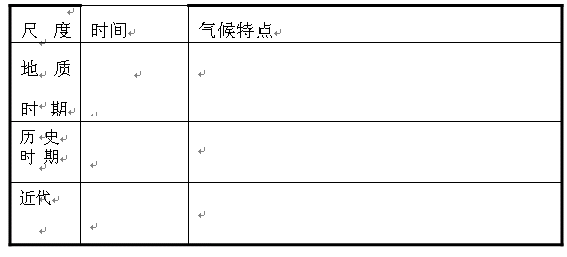 尺 度 时间 气候特点
地 质
时 期
历 史
时 期
近代